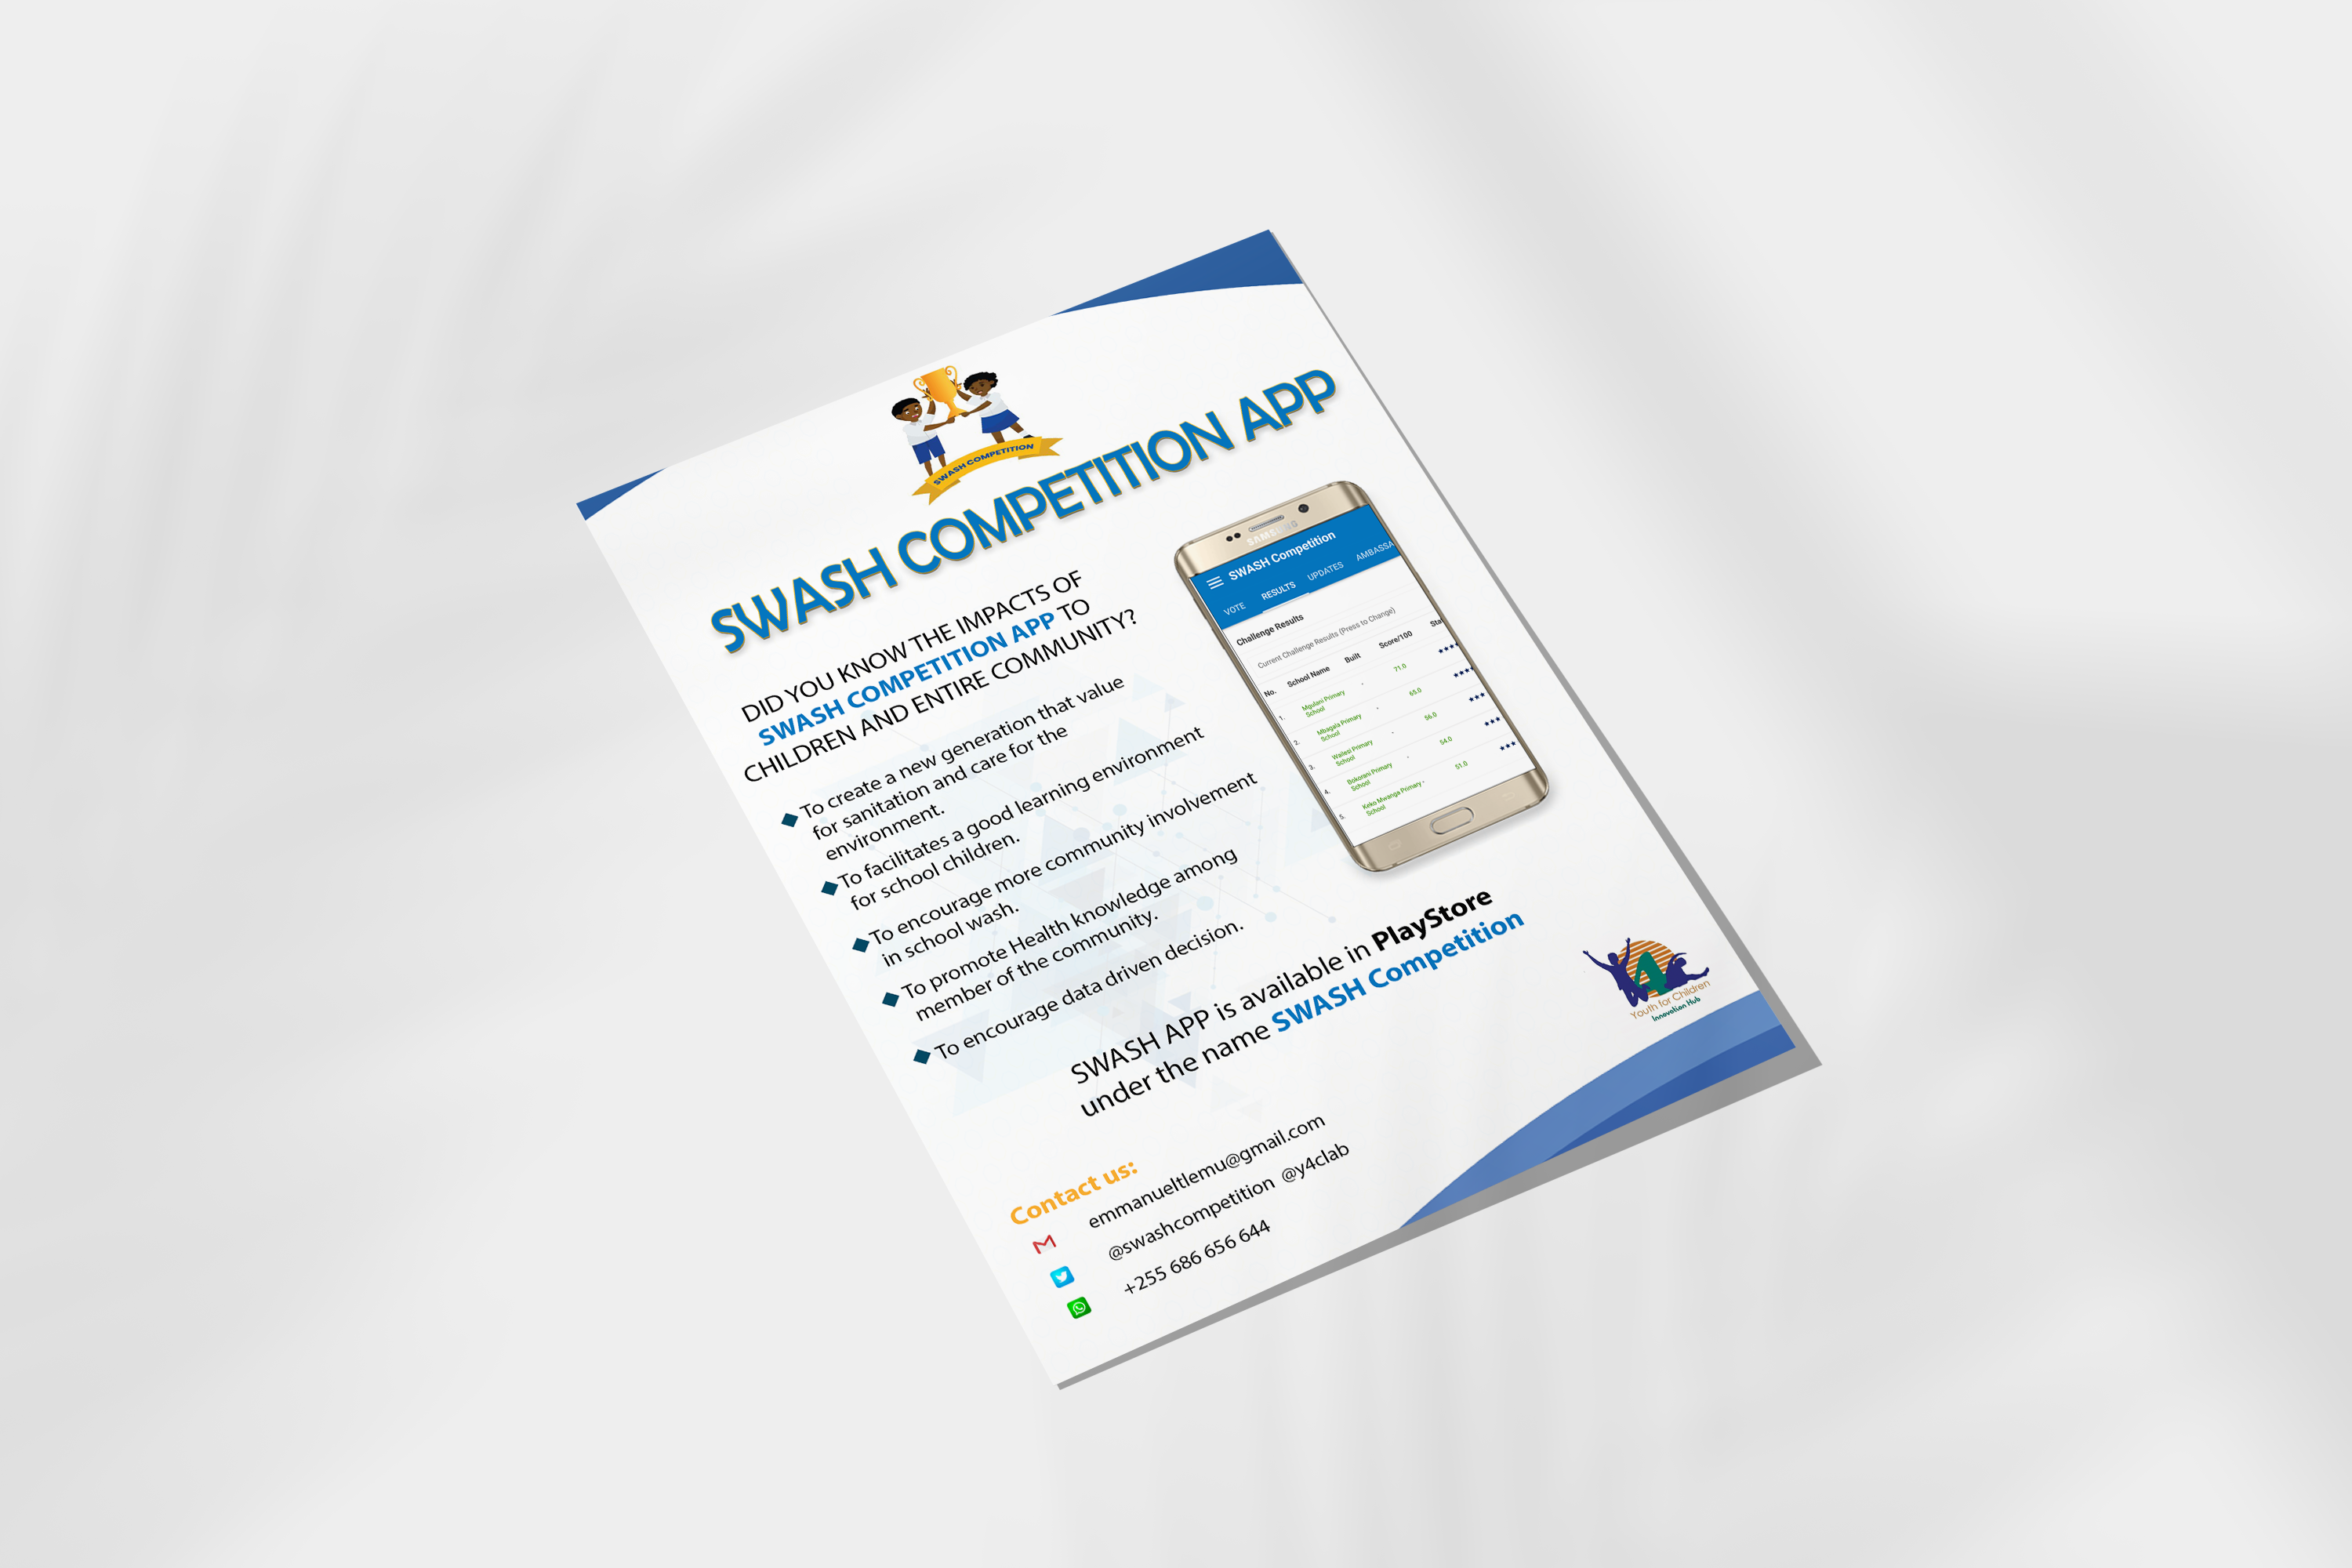 SWASH COMPETITION
SWASH COMPETITION APP
DID YOU KNOW THE IMPACTS OF
SWASH COMPETITION APP TO
CHILDREN AND ENTIRE COMMUNITY?
To create a new generation that value
for sanitation and care for the
environment.
To facilitates a good learning environment
for school children.
To encourage more community involvement
in school wash.
To promote Health knowledge among
member of the community.
To encourage data driven decision.
SAMSUNG
SWASH Competition
VOTE RESULTS UPDATES AMBASSA
Challenge Results
Current Challenge Results (Press to Change)
No. School Name Built Score/100 Sta
1. Mgulani Primary - 71.0 ★★★★
School
2. Mbagala Primary - 65.0 ★★★★
School
3. Wailesi Primary - 56.0 ★★★
School
4. Bokorani Primary - 54.0 ★★★
School
5. Keko Mwanga Primary - 51.0 ★★★
School
SWASH APP is available in PlayStore
under the name SWASH Competition
4
Youth for Children
Innovation Hub
Contact us:
emmanueltlemu@gmail.com
@swashcompetition @y4clab
+255 686 656 644